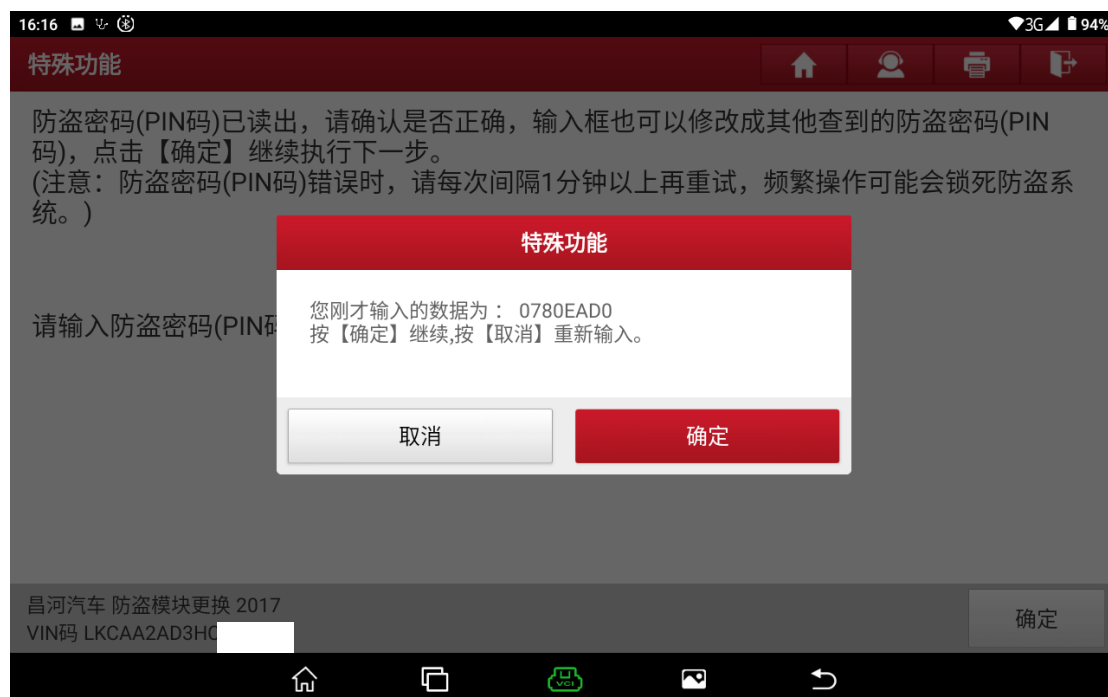 16:16
3G 94%
特殊功能
防盗密码(PIN码)已读出，请确认是否正确，输入框也可以修改成其他查到的防盗密码(PIN
码)，点击【确定】继续执行下一步。
(注意：防盗密码(PIN码)错误时，请每次间隔1分钟以上再重试，频繁操作可能会锁死防盗系
统。)
特殊功能
您刚才输入的数据为： 0780EAD0
按【确定】继续,按【取消】重新输入。
请输入防盗密码(PIN码
取消
确定
昌河汽车 防盗模块更换 2017
VIN码 LKCAA2AD3HC
确定
VCI